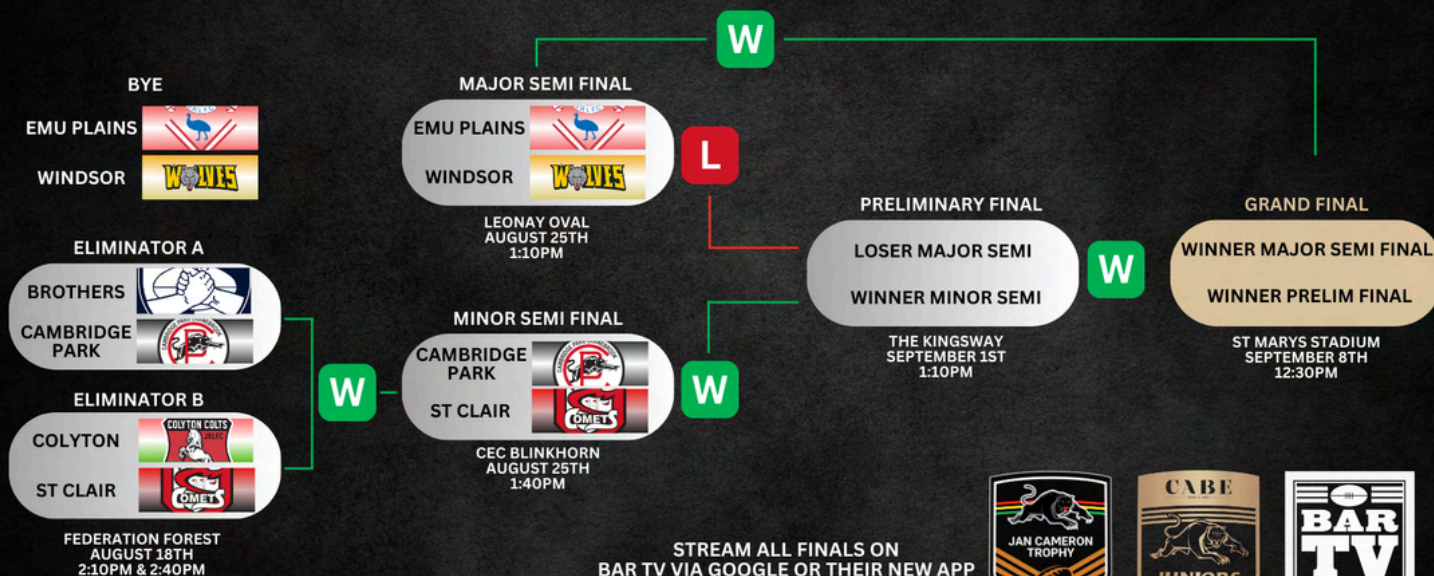 W
BYE
EMU PLAINS
WINDSOR
WOLVES
ELIMINATOR A
BROTHERS
CAMBRIDGE
PARK
ELIMINATOR B
COLYTON
COLYTON COLTS
JRLFC
ST CLAIR
COMETS
FEDERATION FOREST
AUGUST 18TH
2:10PM & 2:40PM
W
MAJOR SEMI FINAL
EMU PLAINS
WINDSOR
WOLVES
L
LEONAY OVAL
AUGUST 25TH
1:10PM
MINOR SEMI FINAL
CAMBRIDGE
PARK
ST CLAIR
COMETS
W
CEC BLINKHORN
AUGUST 25TH
1:40PM
PRELIMINARY FINAL
LOSER MAJOR SEMI
WINNER MINOR SEMI
W
THE KINGSWAY
SEPTEMBER 1ST
1:10PM
GRAND FINAL
WINNER MAJOR SEMI FINAL
WINNER PRELIM FINAL
ST MARYS STADIUM
SEPTEMBER 8TH
12:30PM
STREAM ALL FINALS ON
BAR TV VIA GOOGLE OR THEIR NEW APP
JAN CAMERON
TROPHY
CABE
JUNIORS
BAR
TV